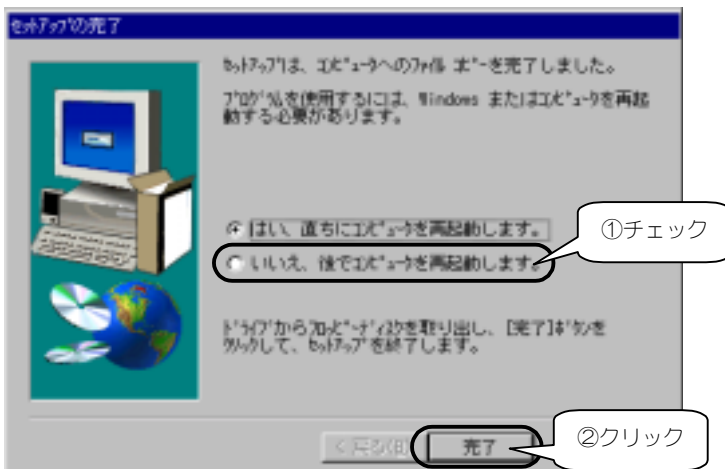 ｾｯﾄｱｯﾌﾟの完了
ｾｯﾄｱｯﾌﾟは、ｺﾝﾋﾟｭｰﾀへのﾌｧｲﾙ ｺﾋﾟｰを完了しました。
ﾌﾟﾛｸﾞﾗﾑを使用するには、Windows またはｺﾝﾋﾟｭｰﾀを再起
動する必要があります。
はい、直ちにｺﾝﾋﾟｭｰﾀを再起動します。
①チェック
いいえ、後でｺﾝﾋﾟｭｰﾀを再起動します。
ﾄﾞﾗｲﾌﾞからﾌﾛｯﾋﾟｰﾃﾞｨｽｸを取り出し、[完了]ﾎﾞﾀﾝを
ｸﾘｯｸして、ｾｯﾄｱｯﾌﾟを終了します。
< 戻る(B)
完了
②クリック